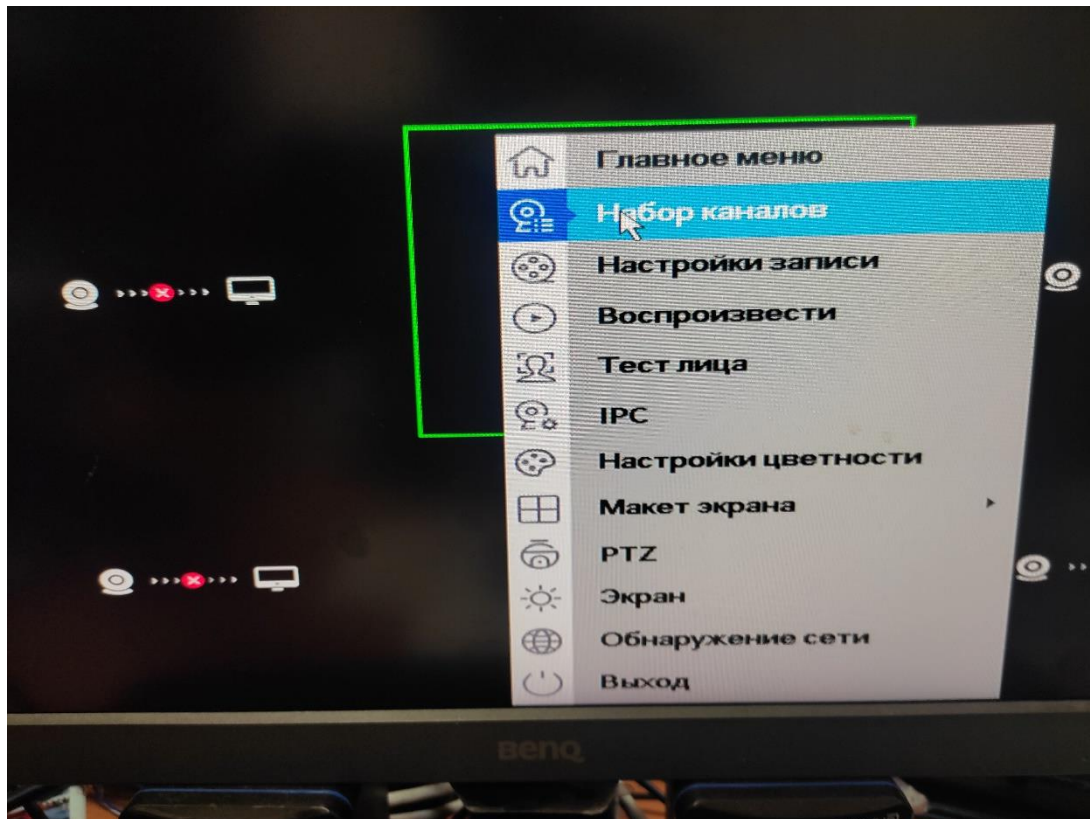 Главное меню
Набор каналов
Настройки записи
Воспроизвести
Тест лица
IPC
Настройки цветности
Макет экрана
PTZ
Экран
Обнаружение сети
Выход
BenQ